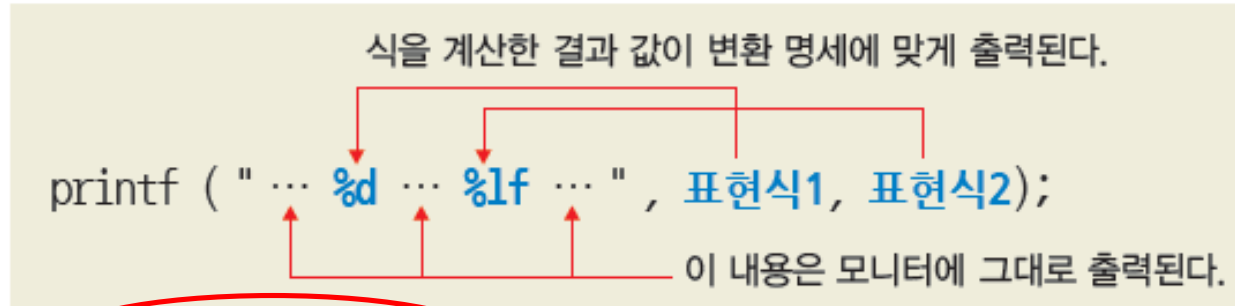 식을 계산한 결과 값이 변환 명세에 맞게 출력된다.
printf ( " … %d … %lf … " , 표현식1, 표현식2);
이 내용은 모니터에 그대로 출력된다.